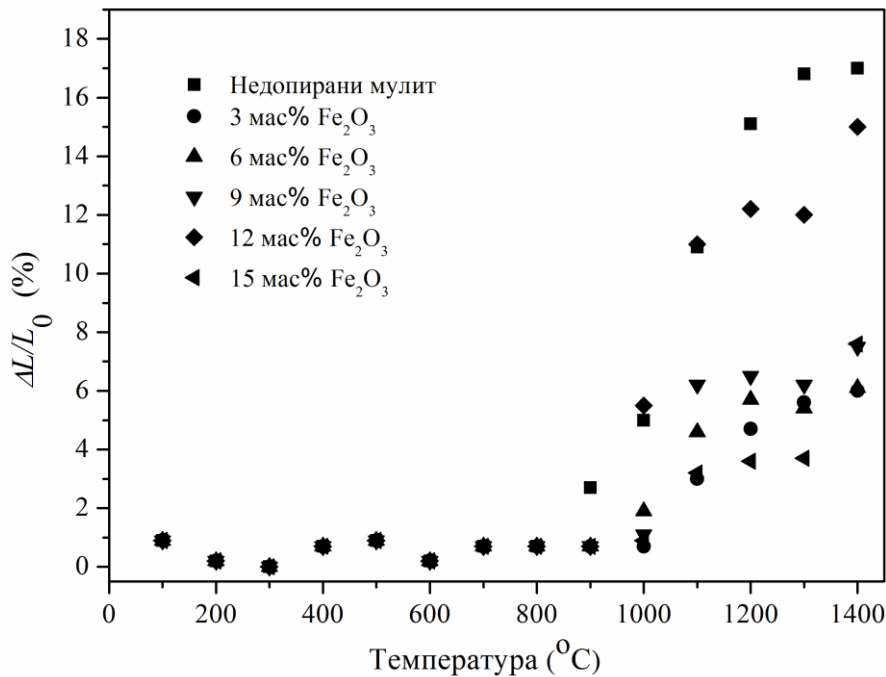 18
16
14
12
10
8
6
4
2
0
ΔL/L₀ (%)
Недопирани мулит
3 мас% Fe₂O₃
6 мас% Fe₂O₃
9 мас% Fe₂O₃
12 мас% Fe₂O₃
15 мас% Fe₂O₃
0 200 400 600 800 1000 1200 1400
Температура (°C)